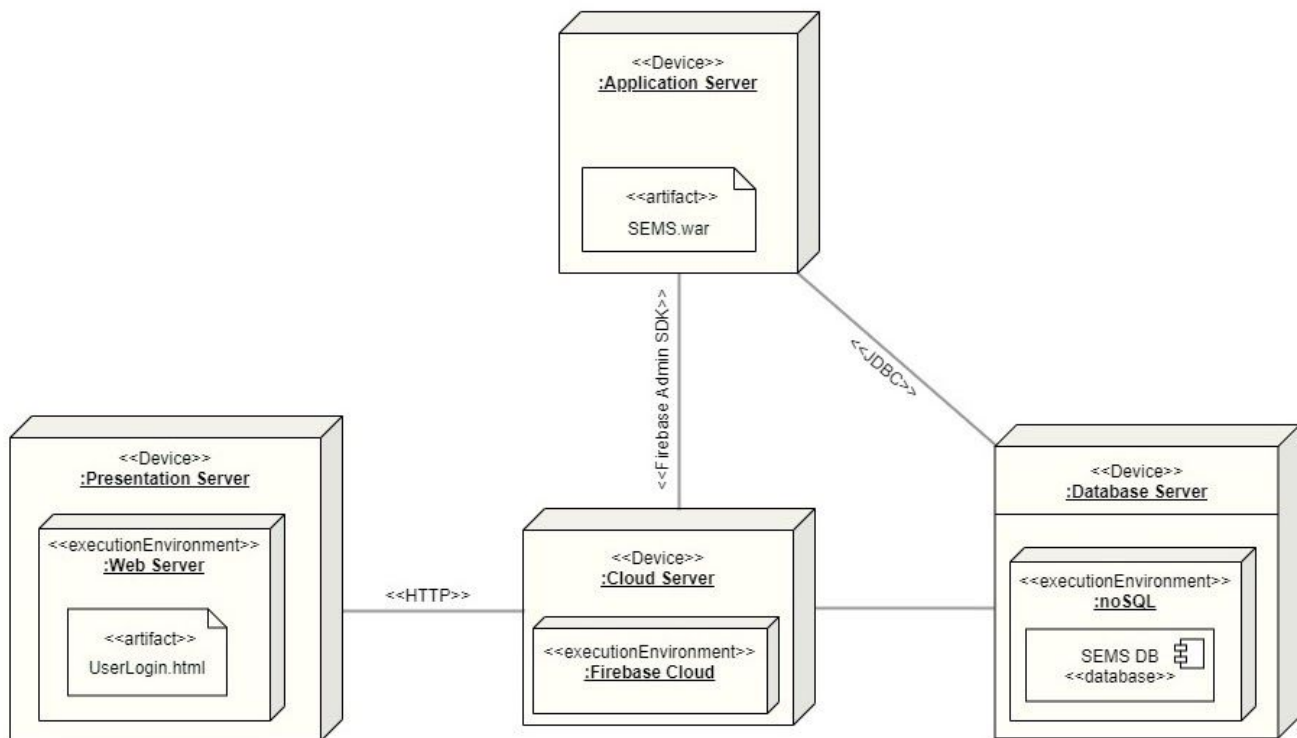 <<Device>>
:Application Server
<<artifact>>
SEMS.war
<<Firebase Admin SDK>>
<<JDBC>>
<<Device>>
:Presentation Server
<<executionEnvironment>>
:Web Server
<<artifact>>
UserLogin.html
<<HTTP>>
<<Device>>
:Cloud Server
<<executionEnvironment>>
:Firebase Cloud
<<Device>>
:Database Server
<<executionEnvironment>>
:noSQL
SEMS DB
<<database>>